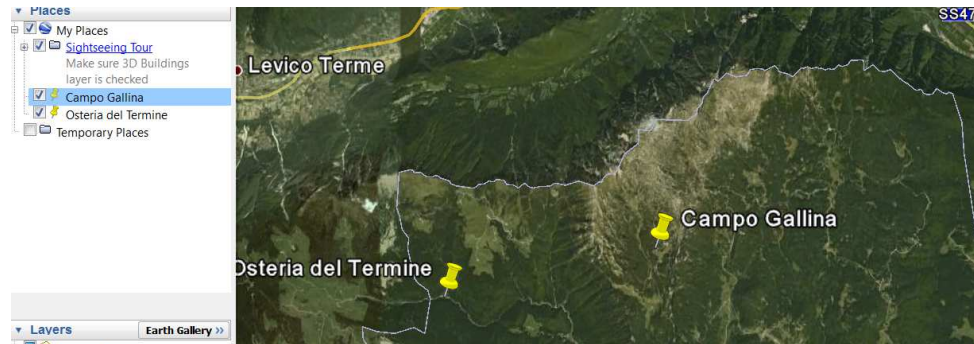 Places
My Places
Sightseeing Tour
Make sure 3D Buildings
layer is checked
Campo Gallina
Osteria del Termine
Temporary Places
Layers
Earth Gallery »
SS47
Levico Terme
Campo Gallina
Osteria del Termine